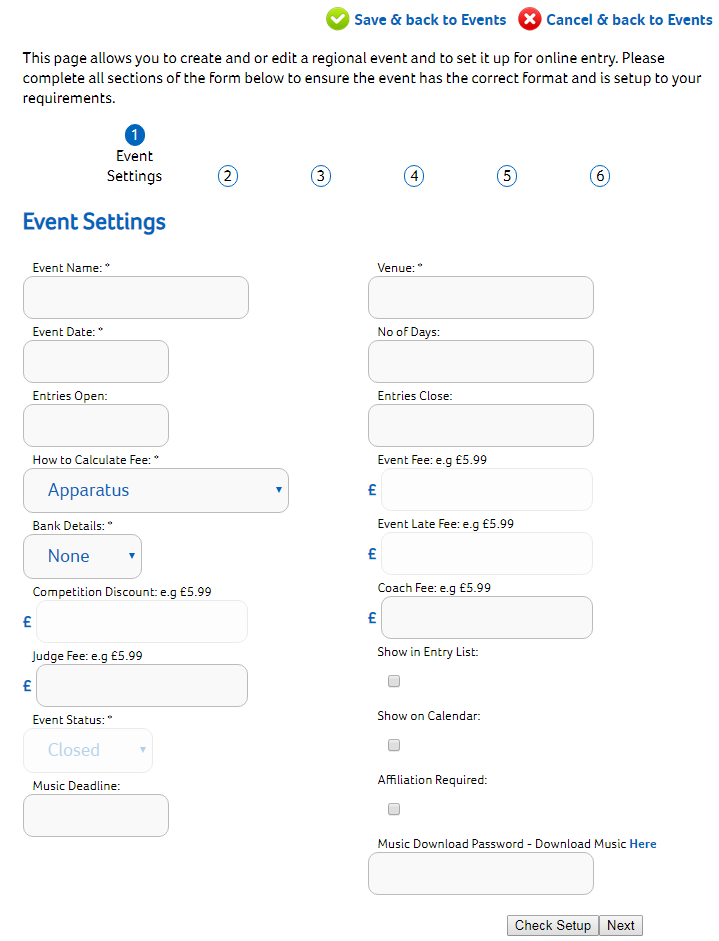 Save & back to Events Cancel & back to Events
This page allows you to create and or edit a regional event and to set it up for online entry. Please
complete all sections of the form below to ensure the event has the correct format and is setup to your
requirements.
1
Event
Settings
2 3 4 5 6
Event Settings
Event Name: * Venue: *
Event Date: * No of Days:
Entries Open: Entries Close:
How to Calculate Fee: * Event Fee: e.g £5.99
Apparatus £
Bank Details: * Event Late Fee: e.g £5.99
None £
Competition Discount: e.g £5.99 Coach Fee: e.g £5.99
£ £
Judge Fee: e.g £5.99 Show in Entry List:
£
Event Status: * Show on Calendar:
Closed
Music Deadline: Affiliation Required:
Music Download Password - Download Music Here
Check Setup Next